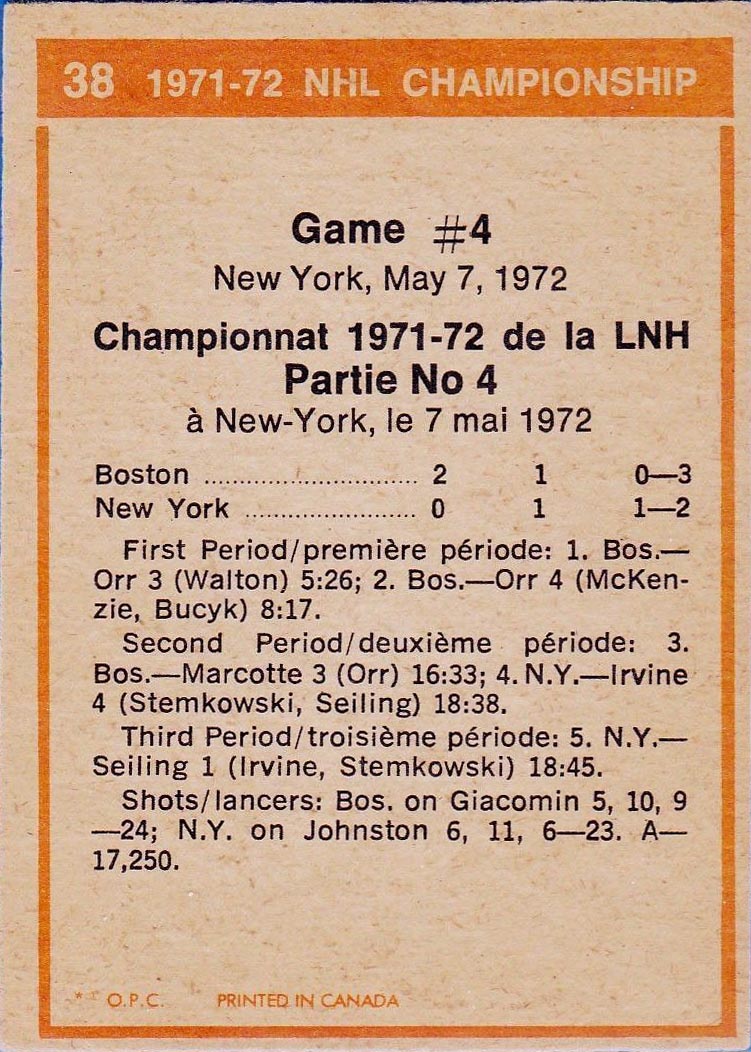 38 1971-72 NHL CHAMPIONSHIP
Game #4
New York, May 7, 1972
Championnat 1971-72 de la LNH
Partie No 4
à New-York, le 7 mai 1972
Boston .............................. 2 1 0—3
New York ........................ 0 1 1—2
First Period/première période: 1. Bos.—
Orr 3 (Walton) 5:26; 2. Bos.—Orr 4 (McKen-
zie, Bucyk) 8:17.
Second Period/deuxième période: 3.
Bos.—Marcotte 3 (Orr) 16:33; 4. N.Y.—Irvine
4 (Stemkowski, Seiling) 18:38.
Third Period/troisième période: 5. N.Y.—
Seiling 1 (Irvine, Stemkowski) 18:45.
Shots/lancers: Bos. on Giacomin 5, 10, 9
—24; N.Y. on Johnston 6, 11, 6—23. A—
17,250.
* O.P.C. PRINTED IN CANADA